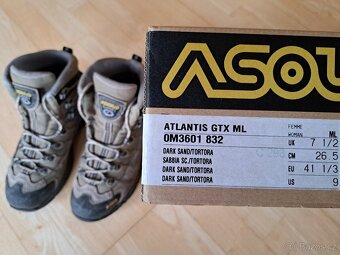 ASOL
ATLANTIS GTX ML
0M3601 832
FEMME
WOMAN
ML
UK 7 1/2
DARK SAND/TORTORA
CM 26.5
SABBIA SC./TORTORA
DARK SAND/TORTORA
EU 41 1/3
DARK SAND/TORTORA
US 9